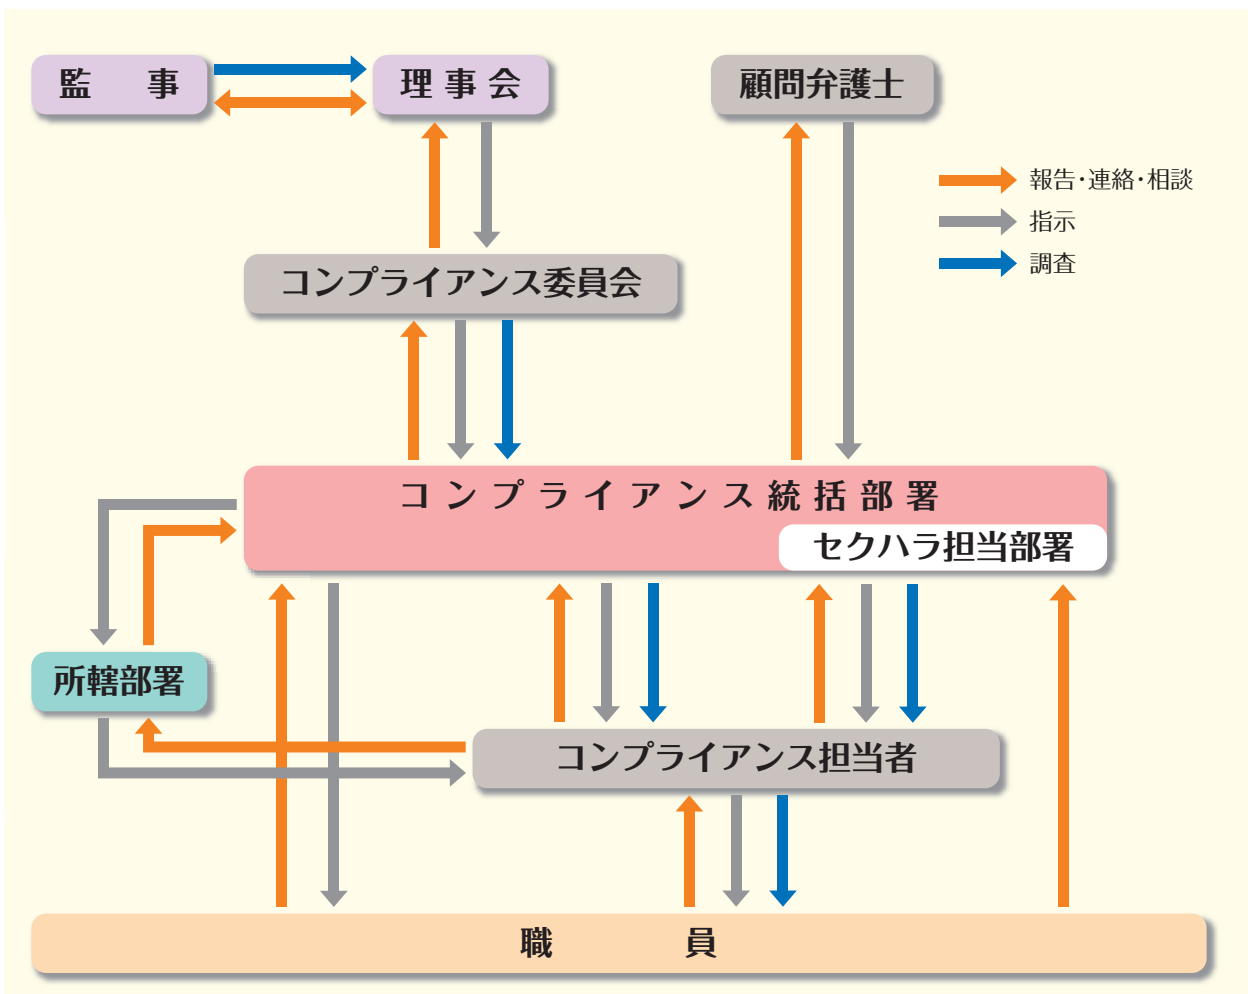 監事
理事会
顧問弁護士
報告・連絡・相談
指示
調査
コンプライアンス委員会
コンプライアンス統括部署
セクハラ担当部署
所轄部署
コンプライアンス担当者
職員